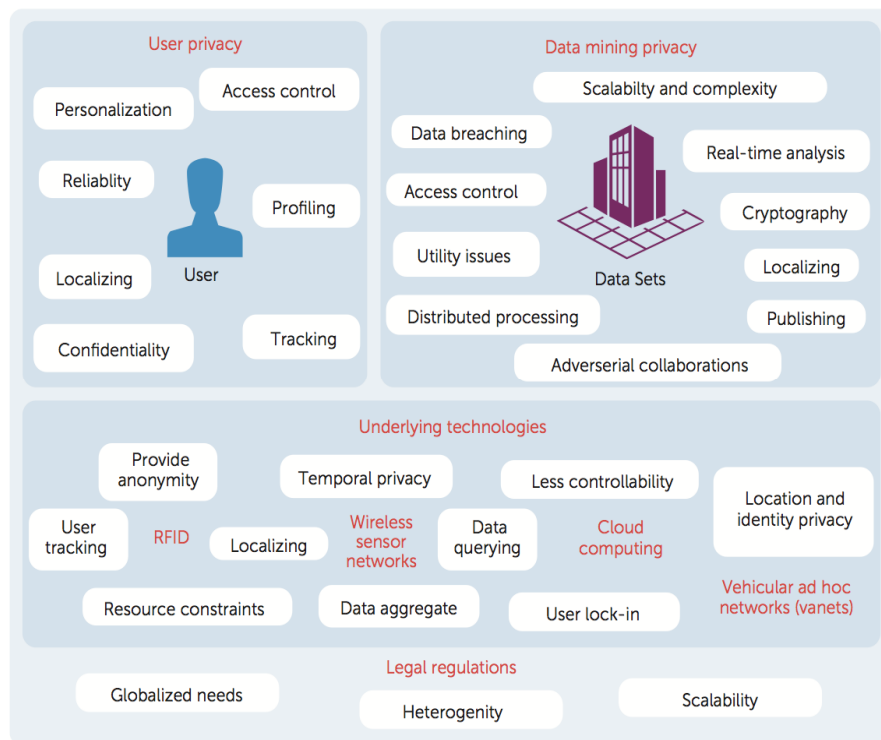 User privacy
Personalization
Access control
Reliablity
Profiling
User
Localizing
Confidentiality
Tracking
Data mining privacy
Scalabilty and complexity
Data breaching
Real-time analysis
Access control
Cryptography
Utility issues
Localizing
Data Sets
Distributed processing
Publishing
Adverserial collaborations
Underlying technologies
Provide
anonymity
Temporal privacy
Less controllability
Location and
identity privacy
User
tracking
RFID
Localizing
Wireless
sensor
networks
Data
querying
Cloud
computing
Vehicular ad hoc
networks (vanets)
Resource constraints
Data aggregate
User lock-in
Legal regulations
Globalized needs
Heterogenity
Scalability